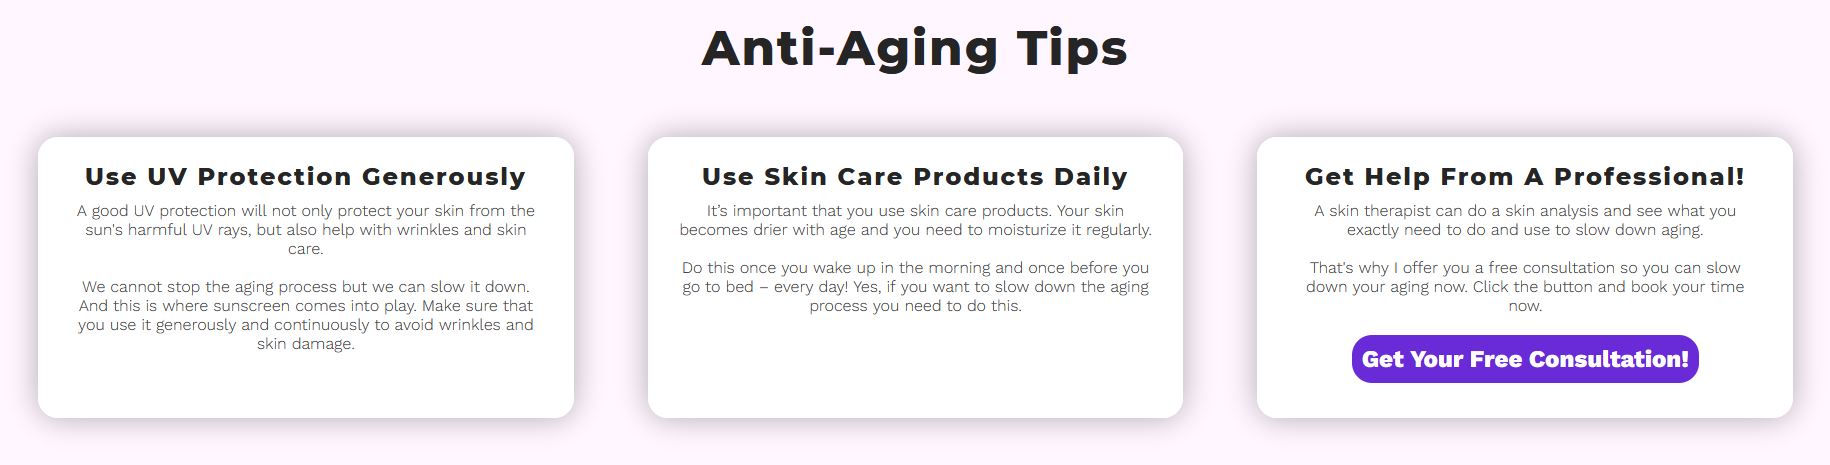 Anti-Aging Tips
Use UV Protection Generously
A good UV protection will not only protect your skin from the
sun's harmful UV rays, but also help with wrinkles and skin
care.
We cannot stop the aging process but we can slow it down.
And this is where sunscreen comes into play. Make sure that
you use it generously and continuously to avoid wrinkles and
skin damage.
Use Skin Care Products Daily
It’s important that you use skin care products. Your skin
becomes drier with age and you need to moisturize it regularly.
Do this once you wake up in the morning and once before you
go to bed – every day! Yes, if you want to slow down the aging
process you need to do this.
Get Help From A Professional!
A skin therapist can do a skin analysis and see what you
exactly need to do and use to slow down aging.
That's why I offer you a free consultation so you can slow
down your aging now. Click the button and book your time
now.
Get Your Free Consultation!